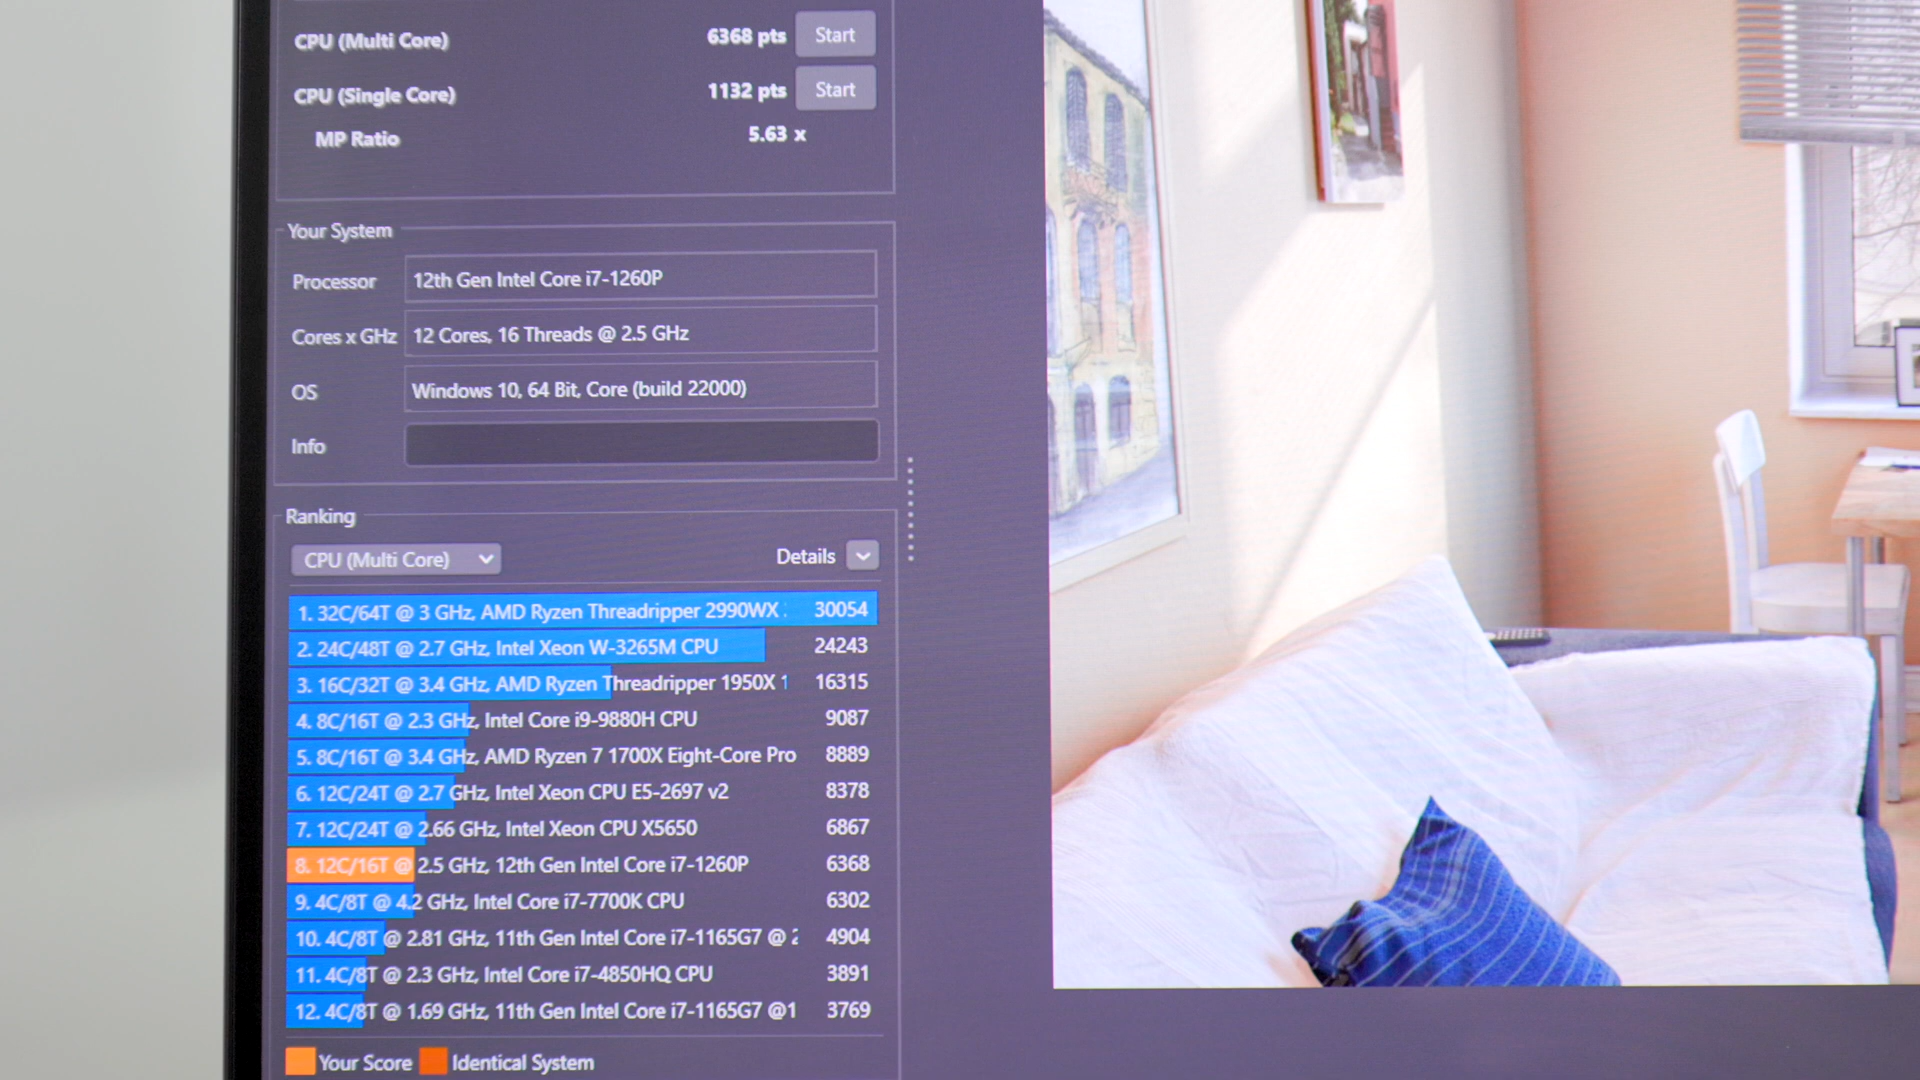 CPU (Multi Core) 6368 pts Start
CPU (Single Core) 1132 pts Start
MP Ratio 5.63 x
Your System
Processor 12th Gen Intel Core i7-1260P
Cores x GHz 12 Cores, 16 Threads @ 2.5 GHz
OS Windows 10, 64 Bit, Core (build 22000)
Info
Ranking
CPU (Multi Core) Details
1. 32C/64T @ 3 GHz, AMD Ryzen Threadripper 2990WX 30054
2. 24C/48T @ 2.7 GHz, Intel Xeon W-3265M CPU 24243
3. 16C/32T @ 3.4 GHz, AMD Ryzen Threadripper 1950X 1 16315
4. 8C/16T @ 2.3 GHz, Intel Core i9-9880H CPU 9087
5. 8C/16T @ 3.4 GHz, AMD Ryzen 7 1700X Eight-Core Pro 8889
6. 12C/24T @ 2.7 GHz, Intel Xeon CPU E5-2697 v2 8378
7. 12C/24T @ 2.66 GHz, Intel Xeon CPU X5650 6867
8. 12C/16T @ 2.5 GHz, 12th Gen Intel Core i7-1260P 6368
9. 4C/8T @ 4.2 GHz, Intel Core i7-7700K CPU 6302
10. 4C/8T @ 2.81 GHz, 11th Gen Intel Core i7-1165G7 @ 2 4904
11. 4C/8T @ 2.3 GHz, Intel Core i7-4850HQ CPU 3891
12. 4C/8T @ 1.69 GHz, 11th Gen Intel Core i7-1165G7 @1 3769
Your Score Identical System